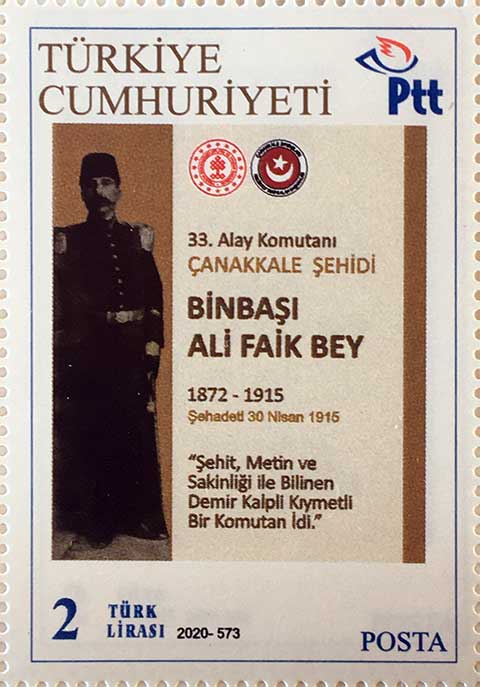 TÜRKİYE
CUMHURİYETİ
Ptt
33. Alay Komutanı
ÇANAKKALE ŞEHİDİ
BİNBAŞI
ALİ FAİK BEY
1872 - 1915
Şehadeti 30 Nisan 1915
“Şehit, Metin ve
Sakinliği ile Bilinen
Demir Kalpli Kıymetli
Bir Komutan İdi.”
2 TÜRK
LİRASI 2020- 573
POSTA